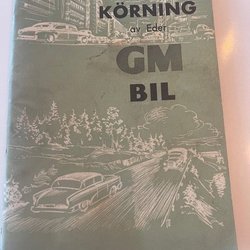 KÖRNING
av Eder
GM
BIL